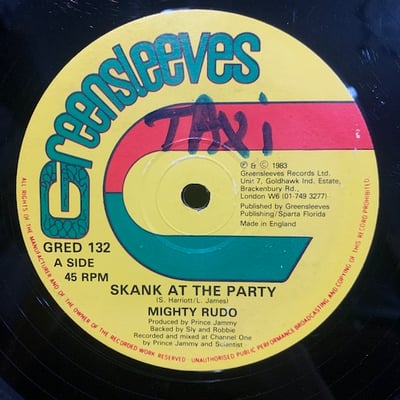 Greensleeves
TAXI
℗ & © 1983
Greensleeves Records Ltd.
Unit 7, Goldhawk Ind. Estate,
Brackenbury Rd.,
London W6 (01-749 3277)
Published by Greensleeves
Publishing/Sparta Florida
Made in England
GRED 132
A SIDE
45 RPM
SKANK AT THE PARTY
(S. Harriott/L. James)
MIGHTY RUDO
Produced by Prince Jammy
Backed by Sly and Robbie
Recorded and mixed at Channel One
by Prince Jammy and Scientist
ALL RIGHTS OF THE MANUFACTURER AND OF THE OWNER OF THE RECORDED WORK RESERVED · UNAUTHORISED PUBLIC PERFORMANCE BROADCASTING AND COPYING OF THIS RECORD PROHIBITED